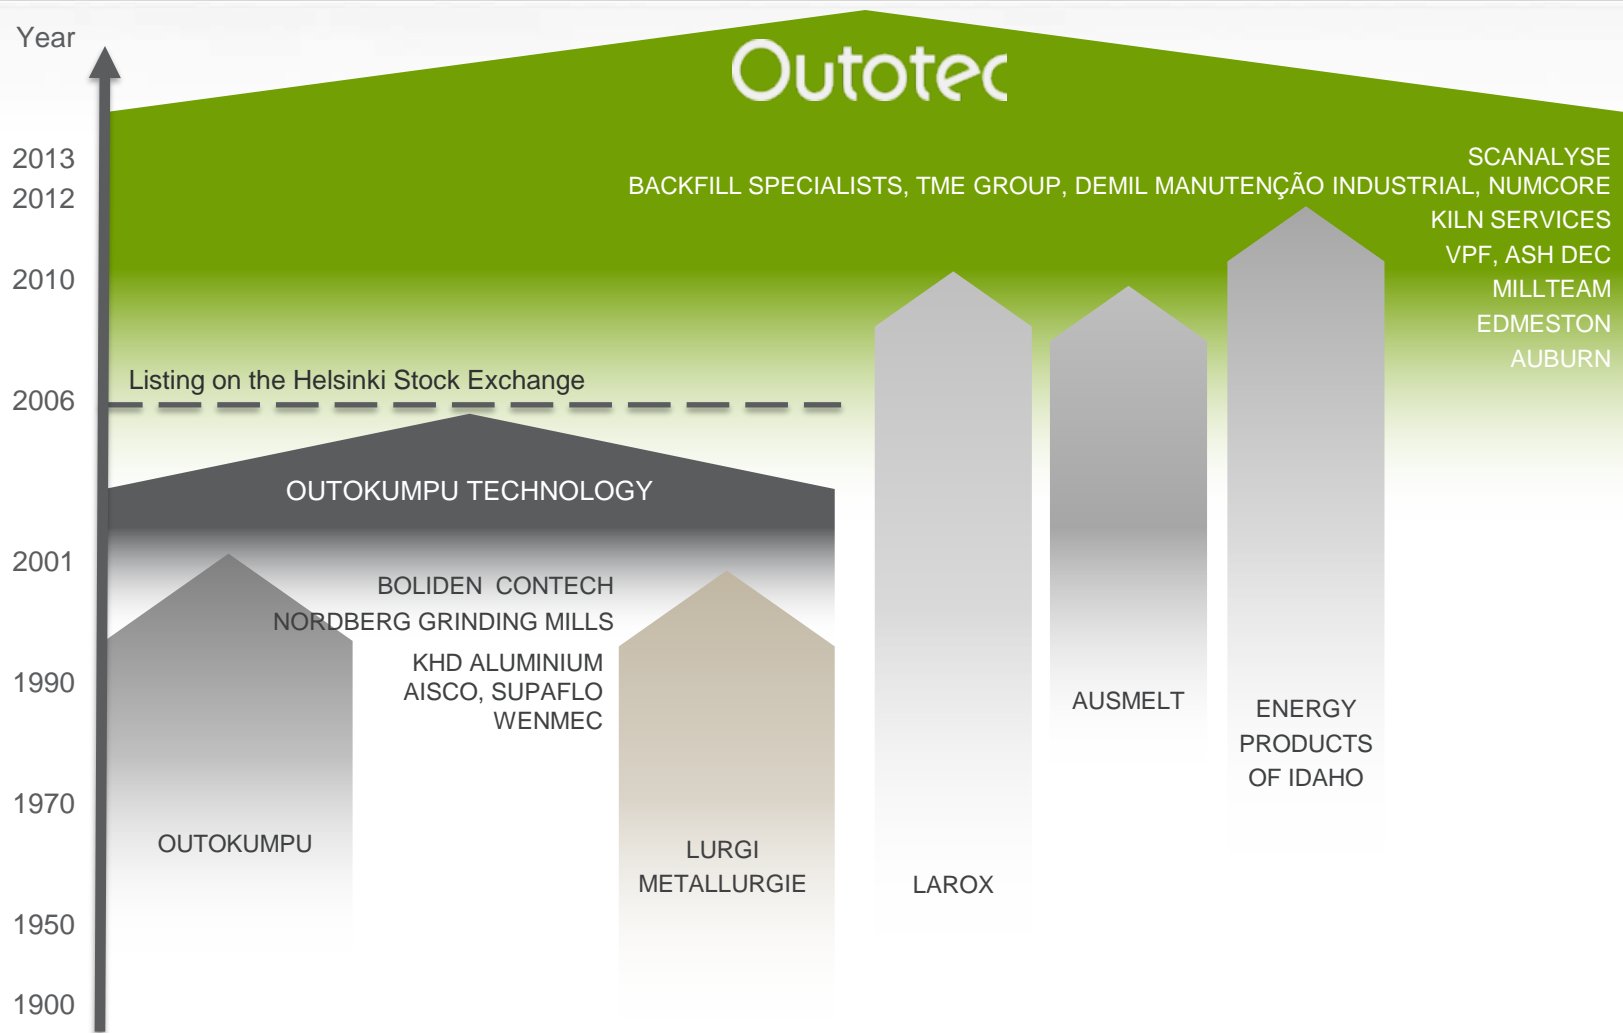 Year
Outotec
2013
SCANALYSE
BACKFILL SPECIALISTS, TME GROUP, DEMIL MANUTENÇÃO INDUSTRIAL, NUMCORE
2012
KILN SERVICES
VPF, ASH DEC
2010
MILLTEAM
EDMESTON
AUBURN
Listing on the Helsinki Stock Exchange
2006
OUTOKUMPU TECHNOLOGY
2001
BOLIDEN CONTECH
NORDBERG GRINDING MILLS
KHD ALUMINIUM
AISCO, SUPAFLO
WENMEC
1990
AUSMELT
ENERGY
PRODUCTS
OF IDAHO
1970
OUTOKUMPU
LURGI
METALLURGIE
LAROX
1950
1900